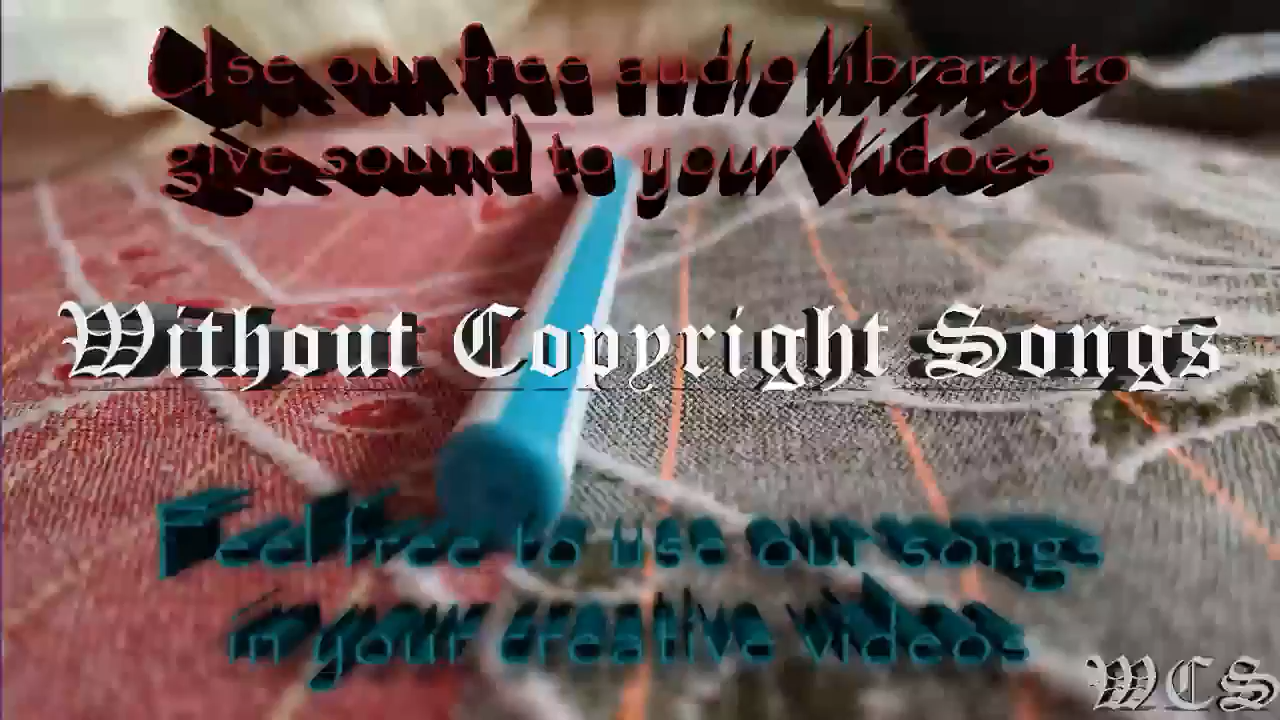 Use our free audio library to
give sound to your Vidoes
Without Copyright Songs
Feel free to use our songs
in your creative videos
WCS